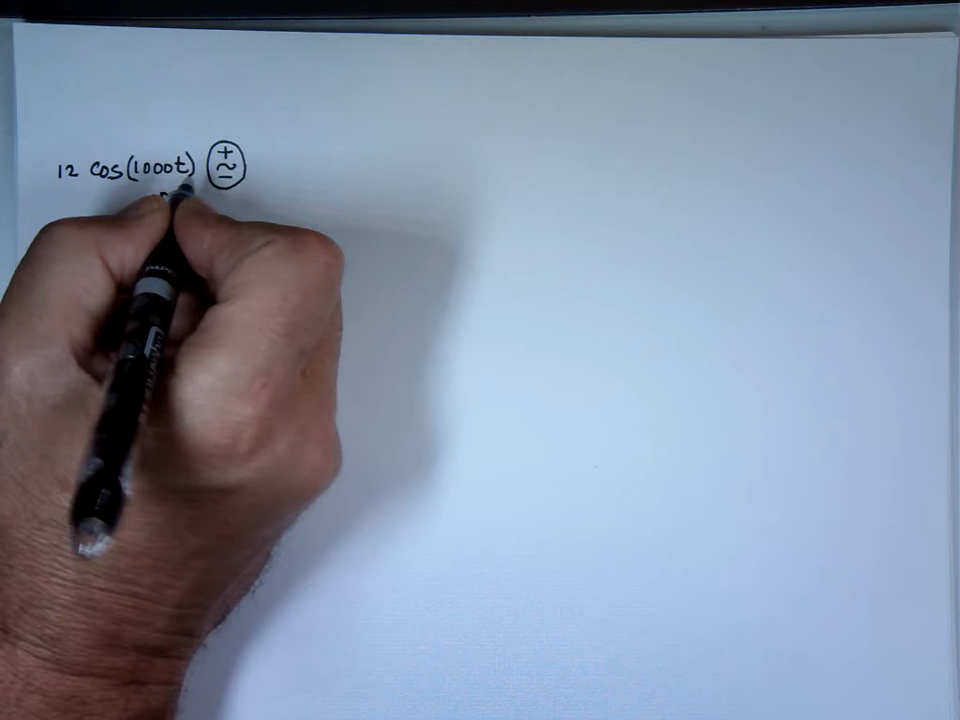 12 cos(1000t) + ~ −